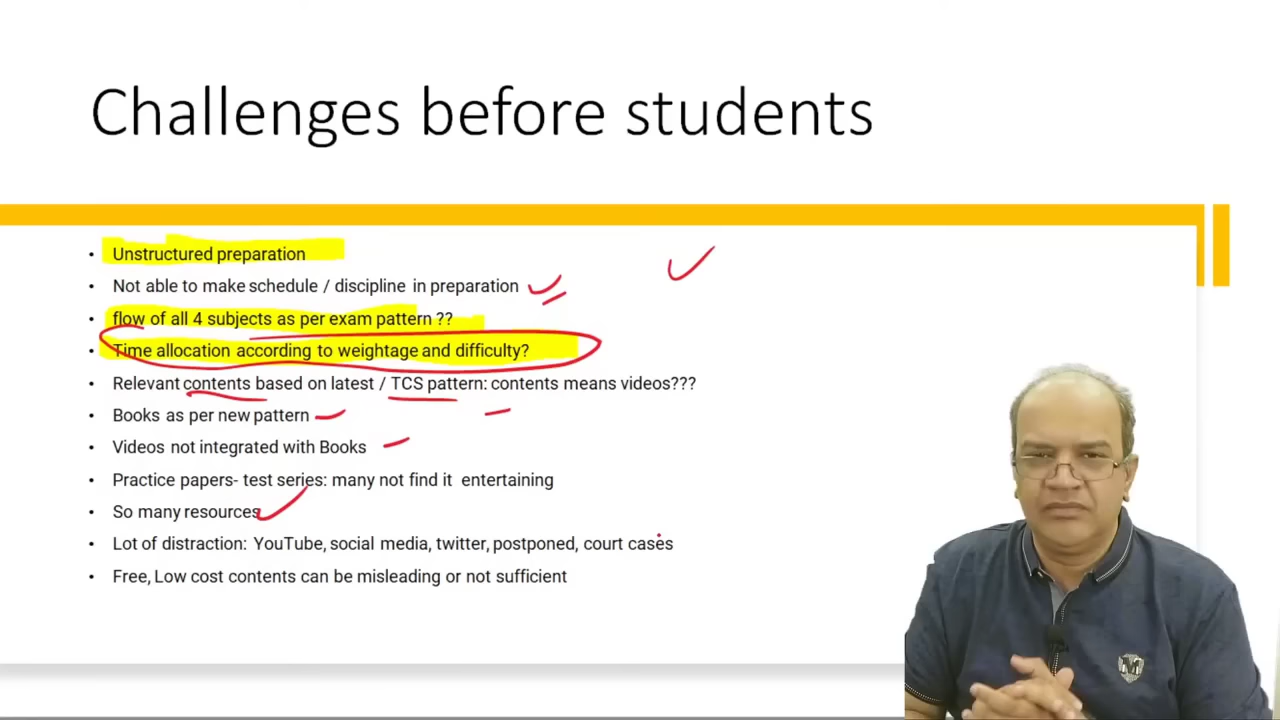 Challenges before students
• Unstructured preparation
• Not able to make schedule / discipline in preparation
• flow of all 4 subjects as per exam pattern ??
• Time allocation according to weightage and difficulty?
• Relevant contents based on latest / TCS pattern: contents means videos???
• Books as per new pattern
• Videos not integrated with Books
• Practice papers- test series: many not find it entertaining
• So many resources
• Lot of distraction: YouTube, social media, twitter, postponed, court cases
• Free, Low cost contents can be misleading or not sufficient
M